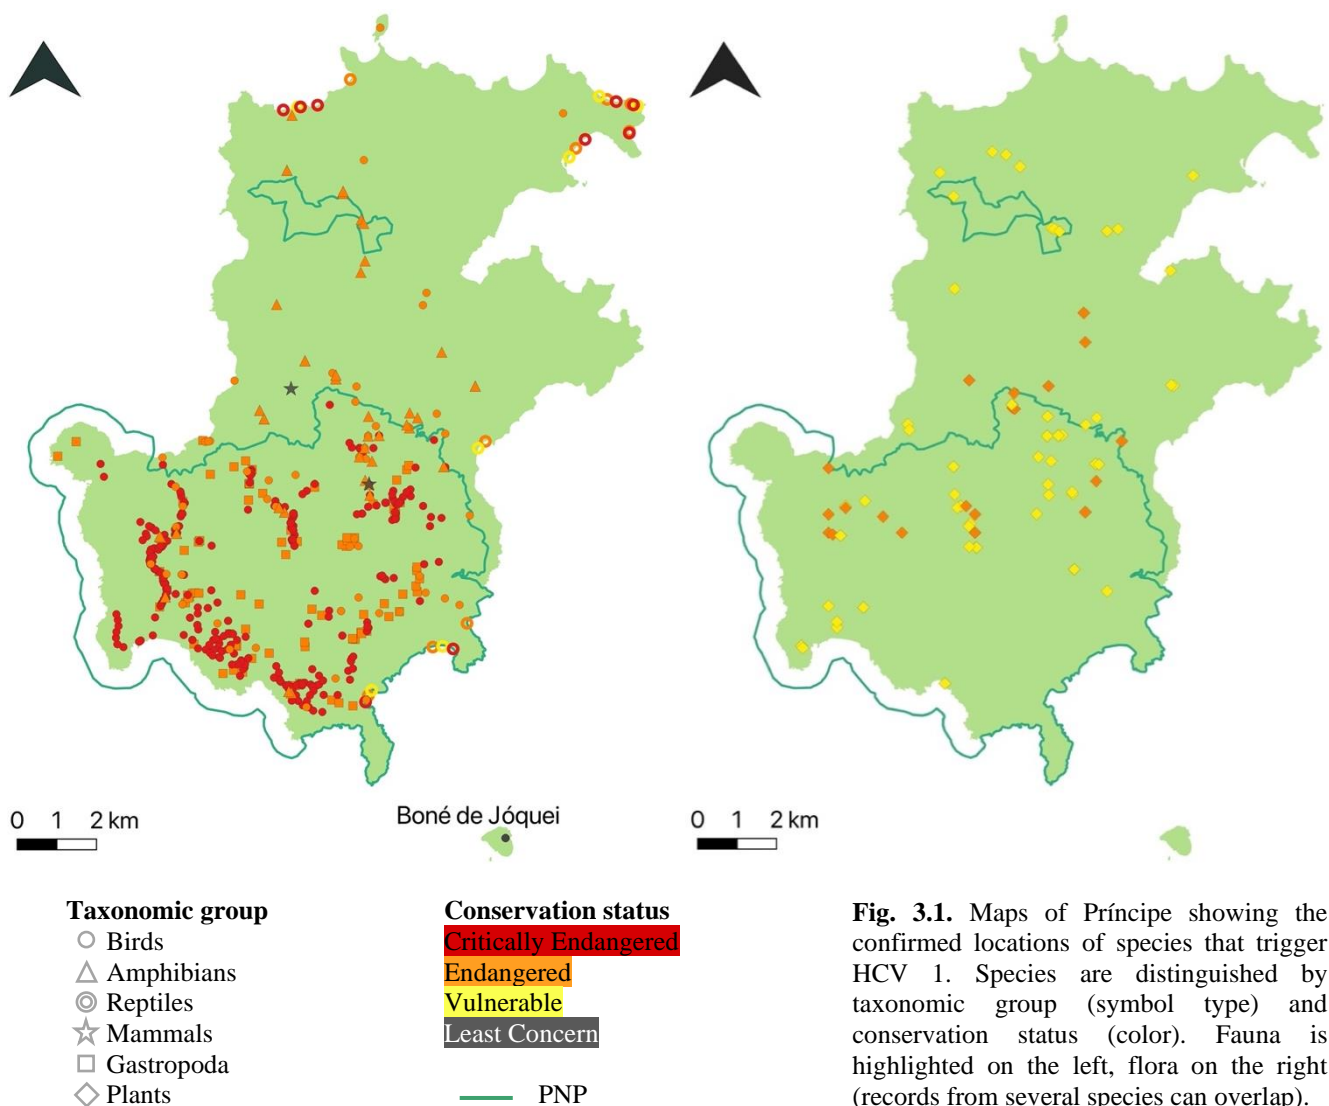 0 1 2 km
Boné de Jóquei
0 1 2 km
Taxonomic group
Birds
Amphibians
Reptiles
Mammals
Gastropoda
Plants
Conservation status
Critically Endangered
Endangered
Vulnerable
Least Concern
PNP
Fig. 3.1. Maps of Príncipe showing the
confirmed locations of species that trigger
HCV 1. Species are distinguished by
taxonomic group (symbol type) and
conservation status (color). Fauna is
highlighted on the left, flora on the right
(records from several species can overlap).